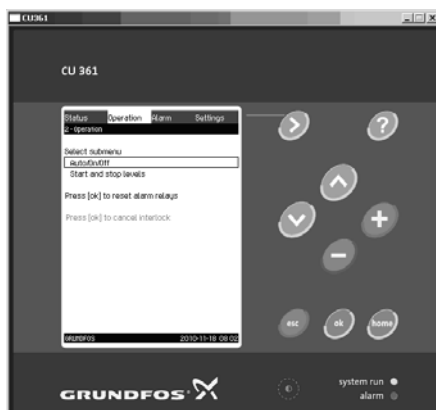 CU361
CU 361
Status Operation Alarm Settings
2 - Operation
Select submenu
Auto/On/Off
Start and stop levels
Press [ok] to reset alarm relays
Press [ok] to cancel interlock
GRUNDFOS 2010-11-18 08:02
> ?
+
−
esc ok home
GRUNDFOS
system run
alarm